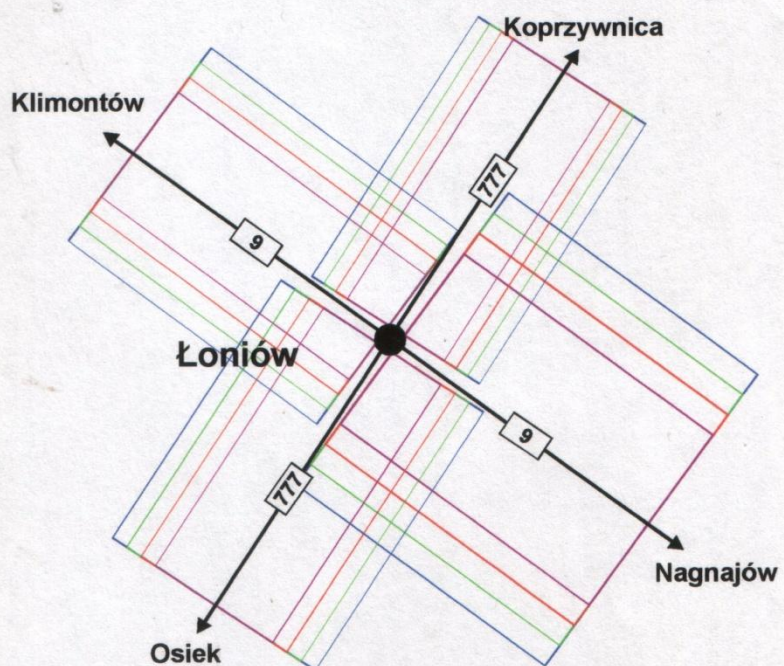 Koprzywnica
Klimontów
777
9
Łoniów
9
777
Nagnajów
Osiek